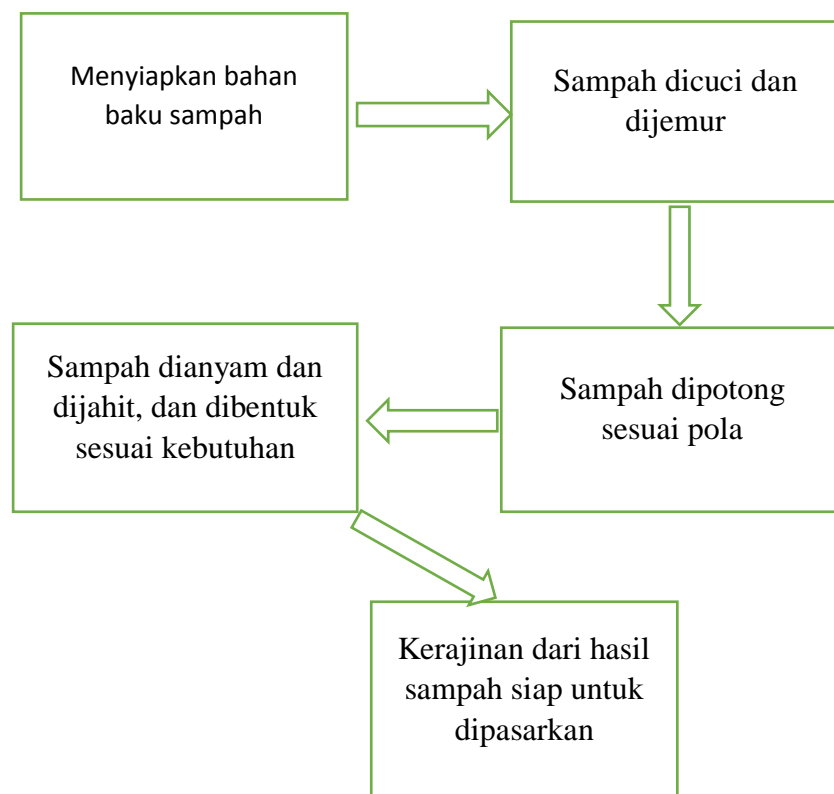 Menyiapkan bahan
baku sampah
Sampah dicuci dan
dijemur
Sampah dipotong
sesuai pola
Sampah dianyam dan
dijahit, dan dibentuk
sesuai kebutuhan
Kerajinan dari hasil
sampah siap untuk
dipasarkan